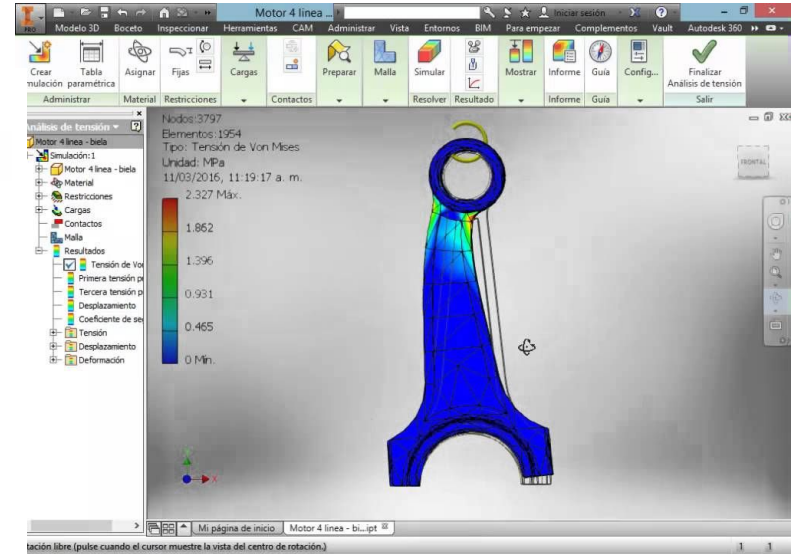 PRO
Motor 4 linea ...
Iniciar sesión
Modelo 3D Boceto Inspeccionar Herramientas CAM Administrar Vista Entornos BIM Para empezar Complementos Vault Autodesk 360
Crear
mulación
Tabla
paramétrica
Asignar
Fijas
Cargas
Preparar
Malla
Simular
Mostrar
Informe
Guía
Config...
Finalizar
Análisis de tensión
Administrar Material Restricciones Contactos Resolver Resultado Informe Guía Salir
Análisis de tensión
Motor 4 linea - biela
Simulación:1
Motor 4 linea - biela
Material
Restricciones
Cargas
Contactos
Malla
Resultados
Tensión de Vo
Primera tensión p
Tercera tensión p
Desplazamiento
Coeficiente de se
Tensión
Desplazamiento
Deformación
Nodos:3797
Elementos:1954
Tipo: Tensión de Von Mises
Unidad: MPa
11/03/2016, 11:19:17 a. m.
2.327 Máx.
1.862
1.396
0.931
0.465
0 Mín.
FRONTAL
X
Mi página de inicio
Motor 4 linea - bi...ipt
tación libre (pulse cuando el cursor muestre la vista del centro de rotación.)
1 1